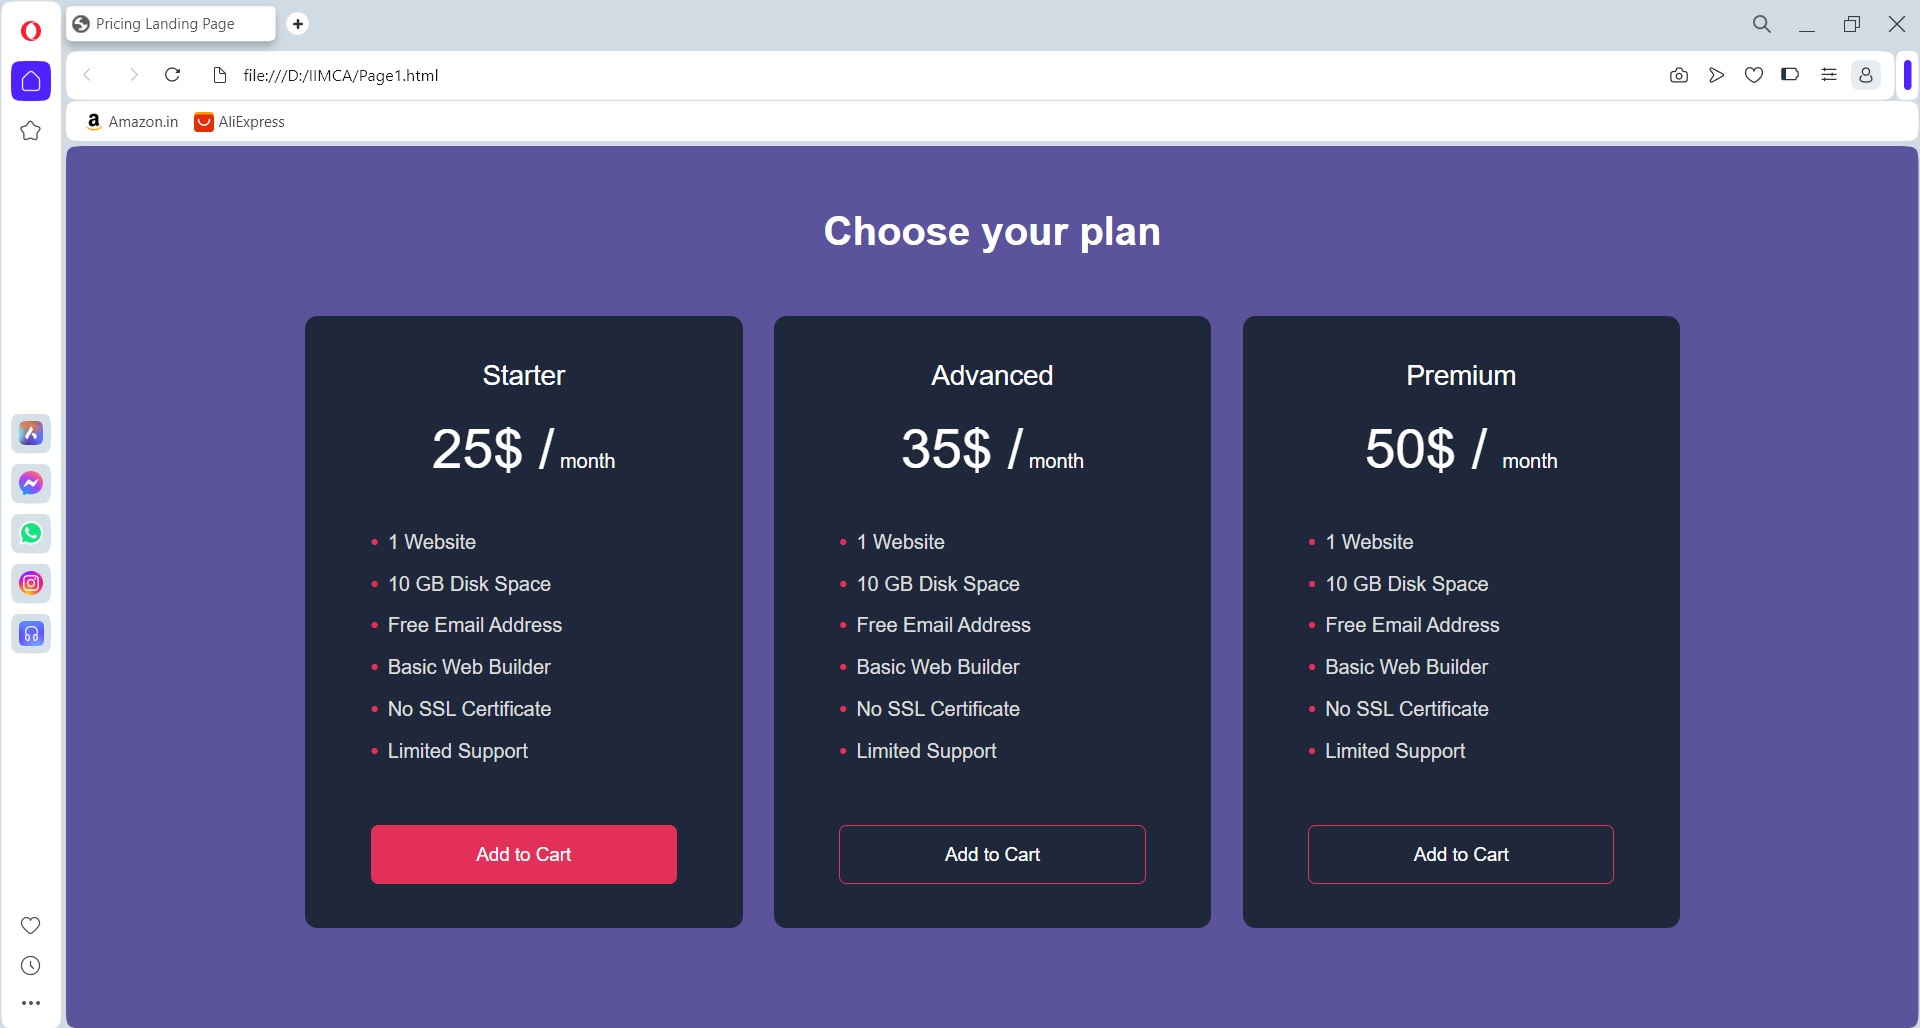 Pricing Landing Page
file:///D:/IIMCA/Page1.html
Amazon.in AliExpress
Choose your plan
Starter
25$ / month
1 Website
10 GB Disk Space
Free Email Address
Basic Web Builder
No SSL Certificate
Limited Support
Add to Cart
Advanced
35$ / month
1 Website
10 GB Disk Space
Free Email Address
Basic Web Builder
No SSL Certificate
Limited Support
Add to Cart
Premium
50$ / month
1 Website
10 GB Disk Space
Free Email Address
Basic Web Builder
No SSL Certificate
Limited Support
Add to Cart